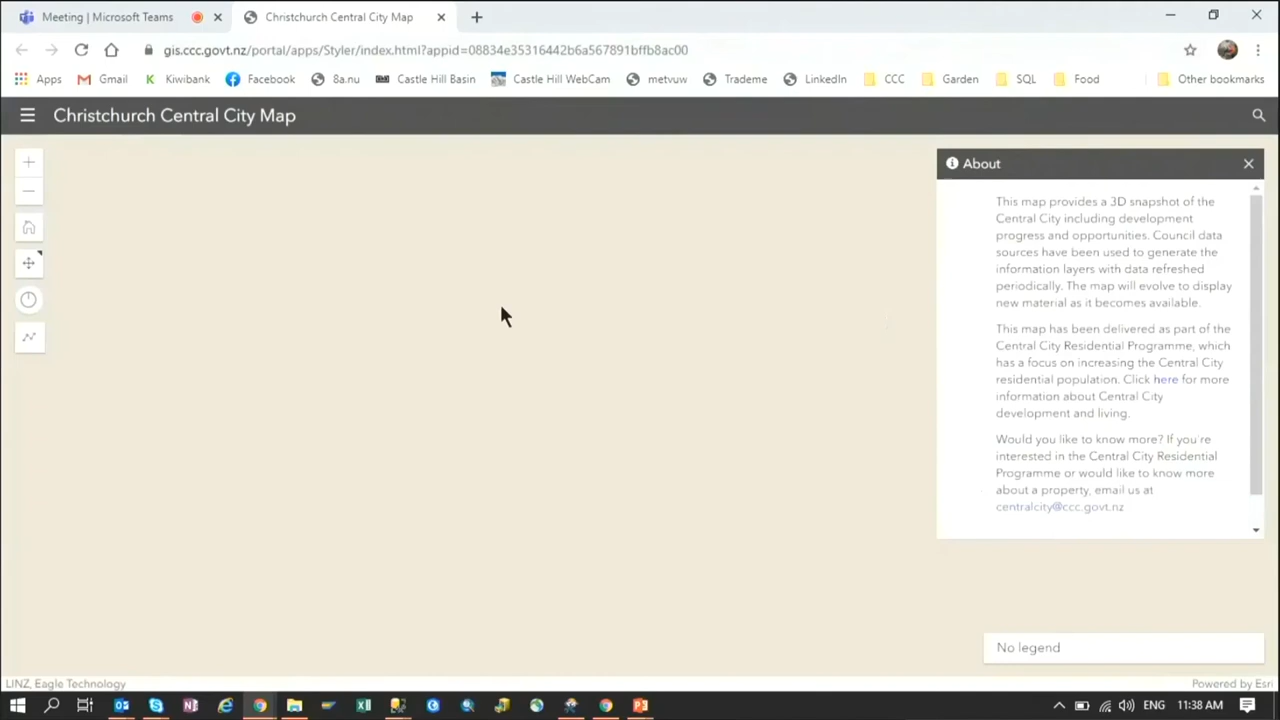 Meeting | Microsoft Teams
Christchurch Central City Map
gis.ccc.govt.nz/portal/apps/Styler/index.html?appid=08834e35316442b6a567891bffb8ac00
Apps
Gmail
Kiwibank
Facebook
8a.nu
Castle Hill Basin
Castle Hill WebCam
metvuw
Trademe
LinkedIn
CCC
Garden
SQL
Food
Other bookmarks
Christchurch Central City Map
About
This map provides a 3D snapshot of the
Central City including development
progress and opportunities. Council data
sources have been used to generate the
information layers with data refreshed
periodically. The map will evolve to display
new material as it becomes available.
This map has been delivered as part of the
Central City Residential Programme, which
has a focus on increasing the Central City
residential population. Click here for more
information about Central City
development and living.
Would you like to know more? If you re
interested in the Central City Residential
Programme or would like to know more
about a property, email us at
centralcity@ccc.govt.nz
No legend
LINZ, Eagle Technology
Powered by Esri
ENG
11:38 AM